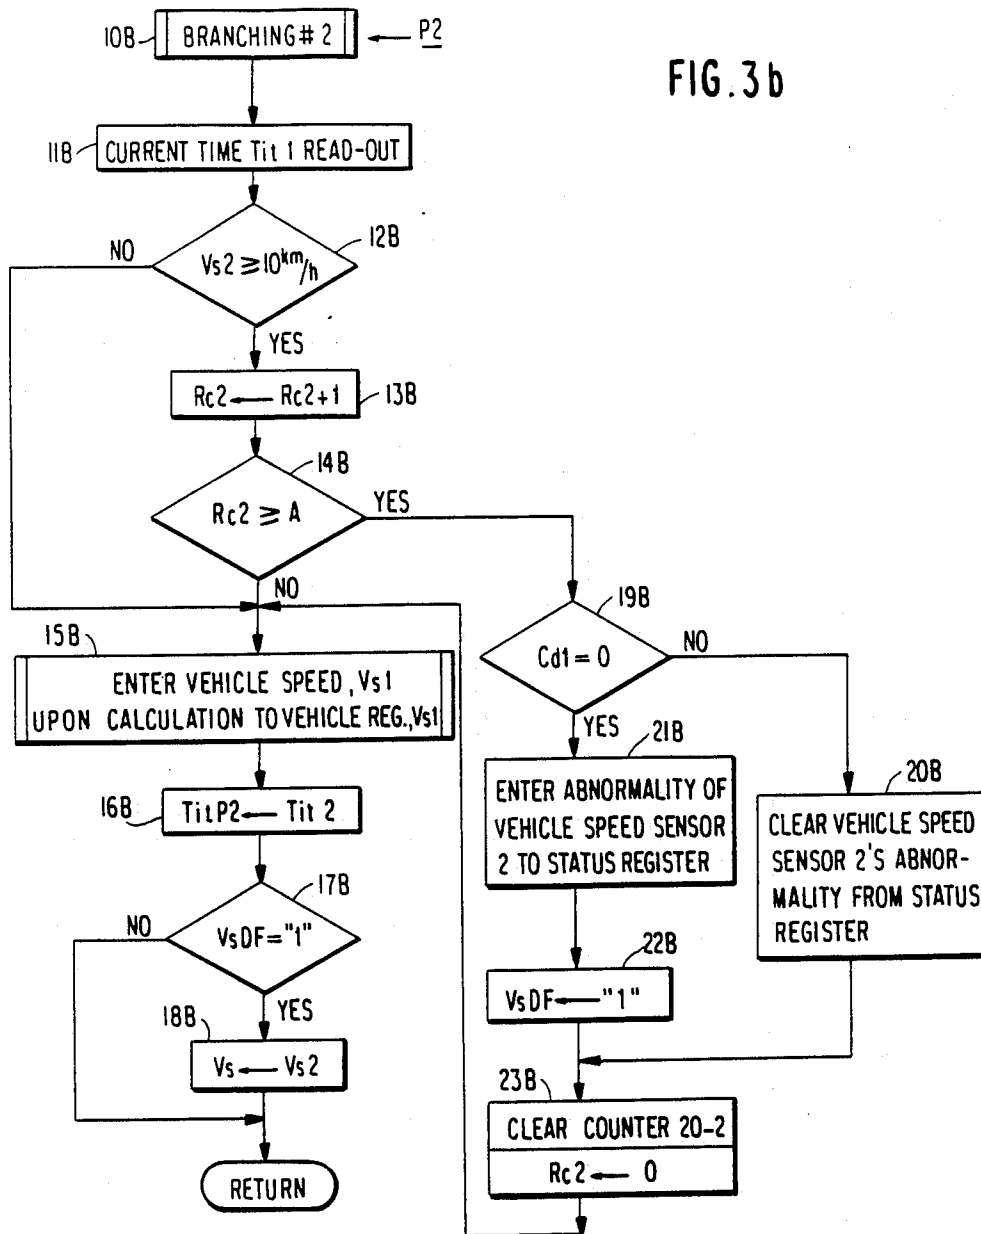 10B
BRANCHING # 2
P2
FIG. 3b
11B
CURRENT TIME Tit 1 READ-OUT
12B
NO
Vs2 ≧ 10 km/h
YES
Rc2 ← Rc2+1
13B
14B
Rc2 ≧ A
YES
NO
15B
ENTER VEHICLE SPEED, Vs1
UPON CALCULATION TO VEHICLE REG., Vs1
16B
TitP2 ← Tit 2
17B
NO
VsDF = "1"
YES
18B
Vs ← Vs2
RETURN
19B
Cd1 = 0
NO
YES
21B
ENTER ABNORMALITY OF
VEHICLE SPEED SENSOR
2 TO STATUS REGISTER
20B
CLEAR VEHICLE SPEED
SENSOR 2'S ABNOR-
MALITY FROM STATUS
REGISTER
22B
VsDF ← "1"
23B
CLEAR COUNTER 20-2
Rc2 ← 0